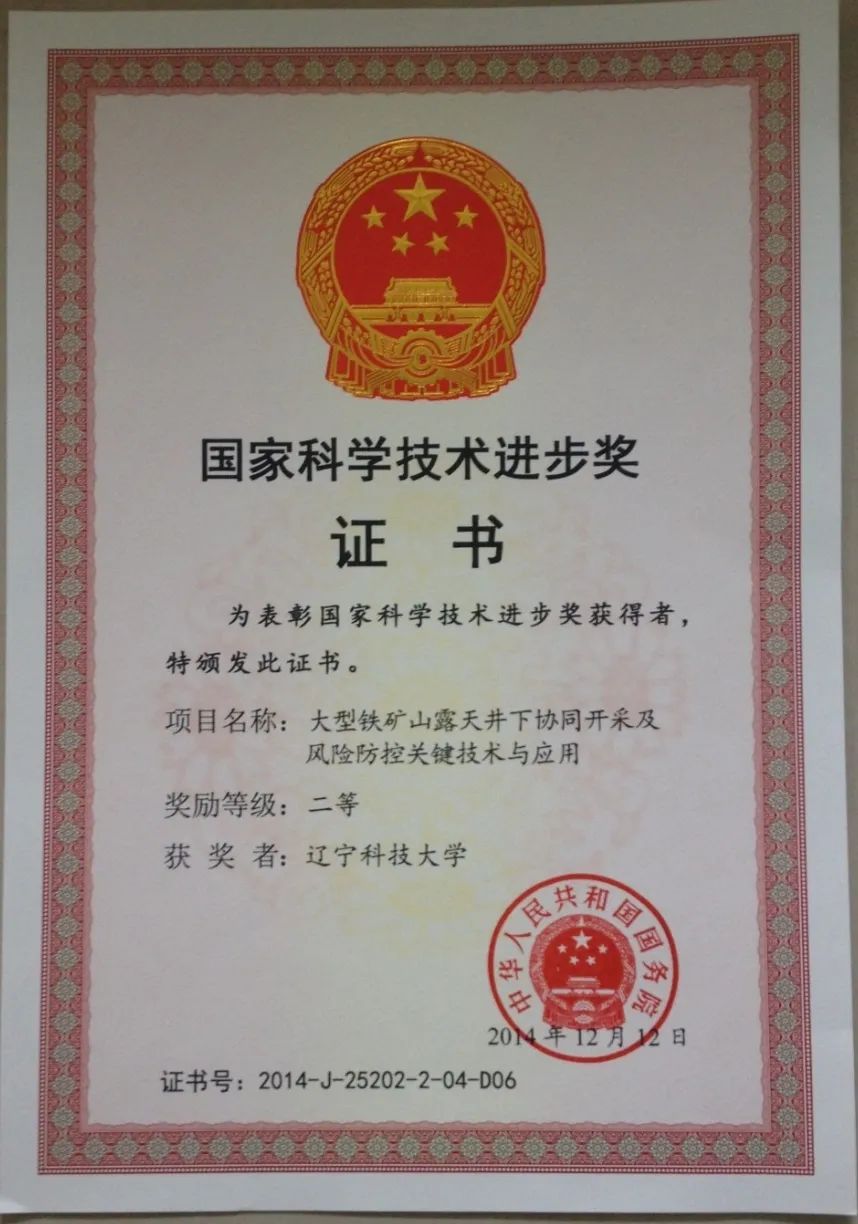 国家科学技术进步奖
证 书
为表彰国家科学技术进步奖获得者，
特颁发此证书。
项目名称：大型铁矿山露天井下协同开采及
风险防控关键技术与应用
奖励等级：二等
获 奖 者：辽宁科技大学
中华人民共和国国务院
2014年12月12日
证书号：2014-J-25202-2-04-D06